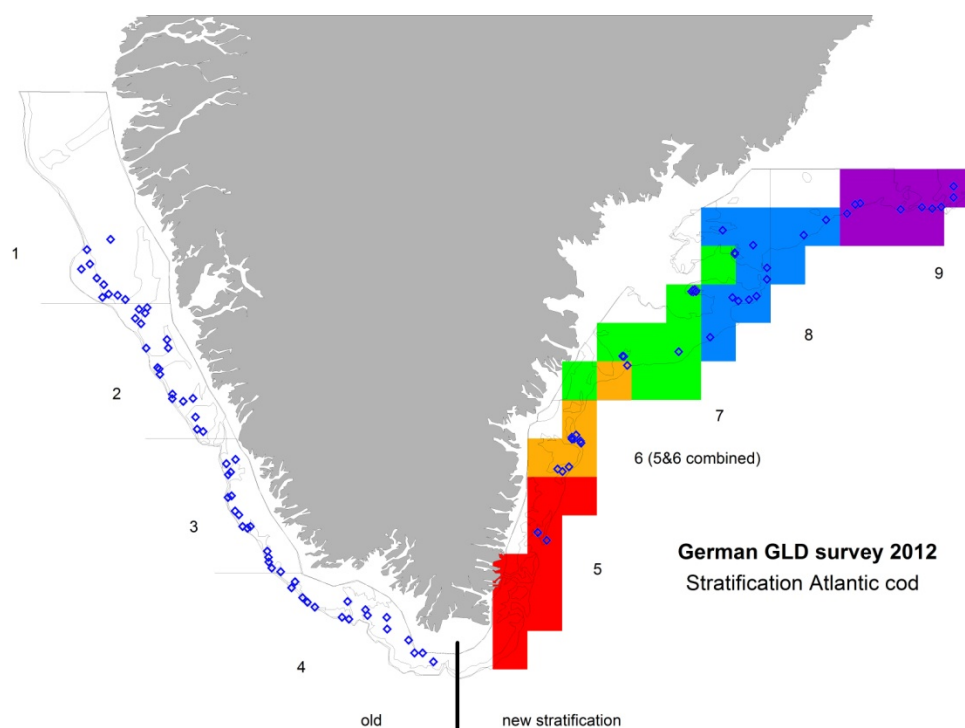 1
9
8
2
7
6 (5&6 combined)
3
German GLD survey 2012
5
Stratification Atlantic cod
4
old
new stratification